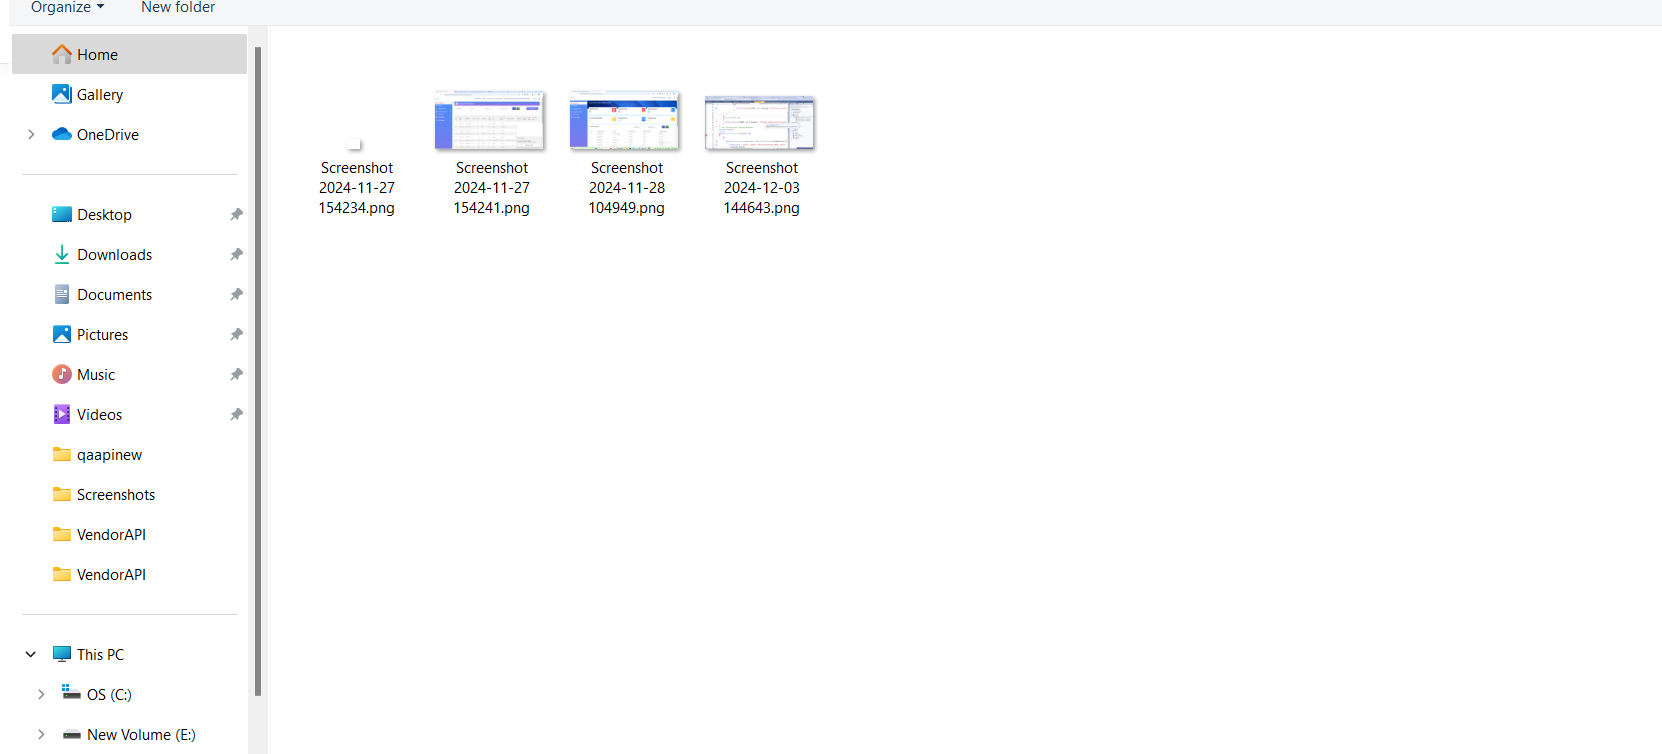 Organize
New folder
Home
Gallery
OneDrive
Desktop
Downloads
Documents
Pictures
Music
Videos
qaapinew
Screenshots
VendorAPI
VendorAPI
This PC
OS (C:)
New Volume (E:)
Screenshot
2024-11-27
154234.png
Screenshot
2024-11-27
154241.png
Screenshot
2024-11-28
104949.png
Screenshot
2024-12-03
144643.png